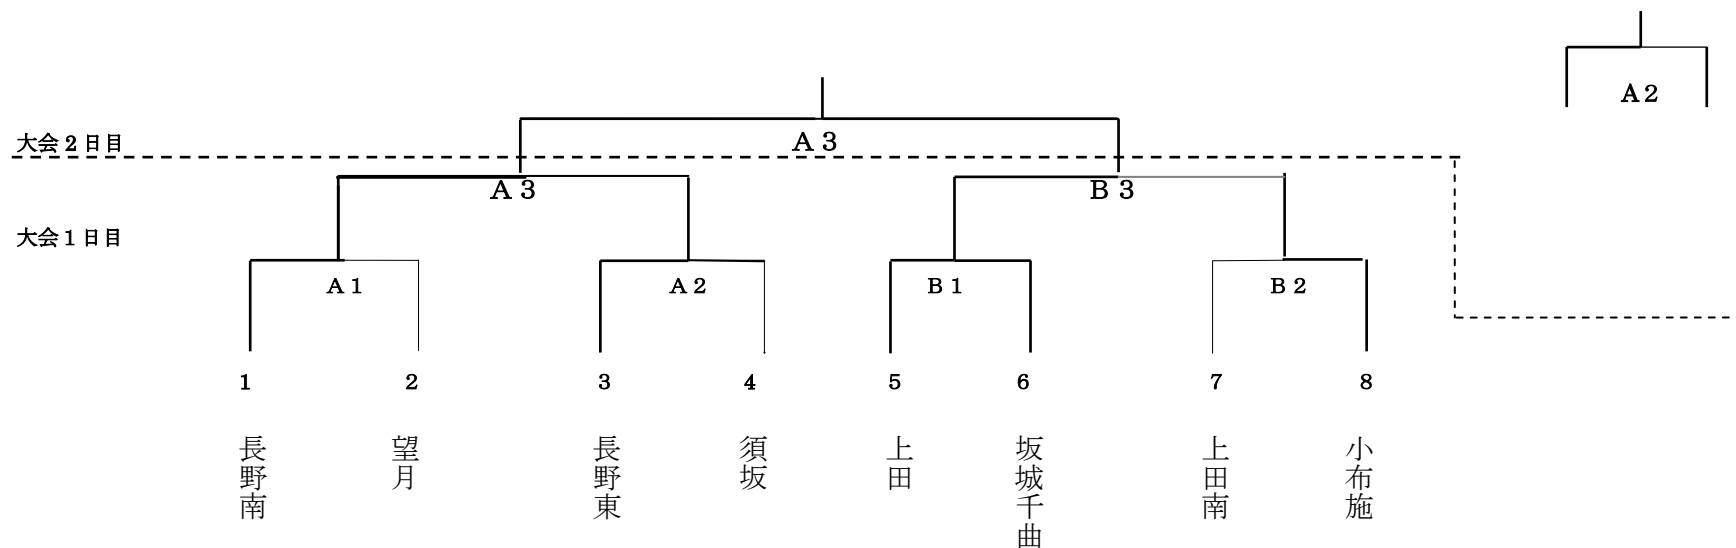 A2
大会2日目
A3
A3
B3
大会1日目
A1
A2
B1
B2
1
2
3
4
5
6
7
8
長野南
望月
長野東
須坂
上田
坂城千曲
上田南
小布施